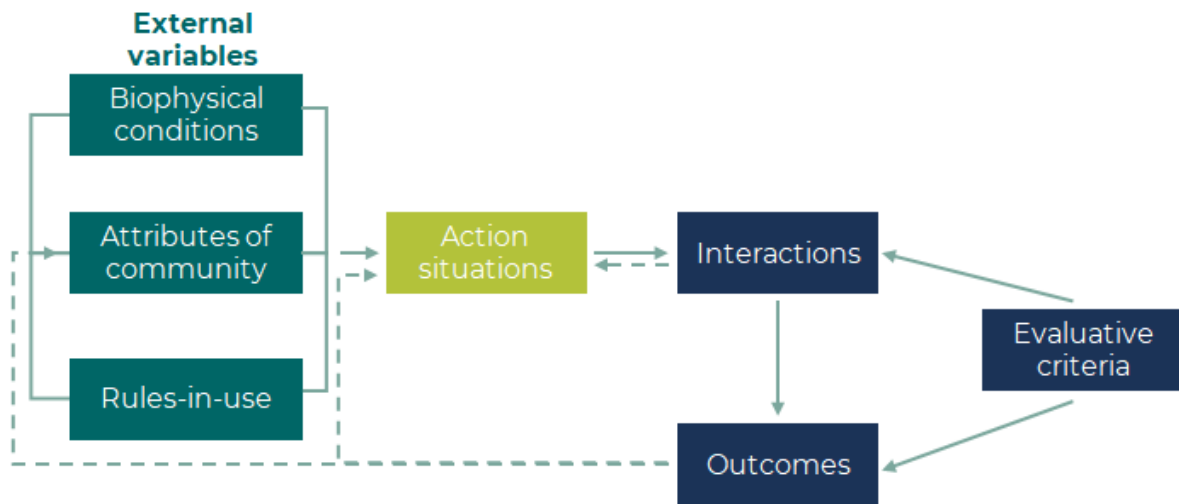 External
variables
Biophysical
conditions
Attributes of
community
Rules-in-use
Action
situations
Interactions
Outcomes
Evaluative
criteria